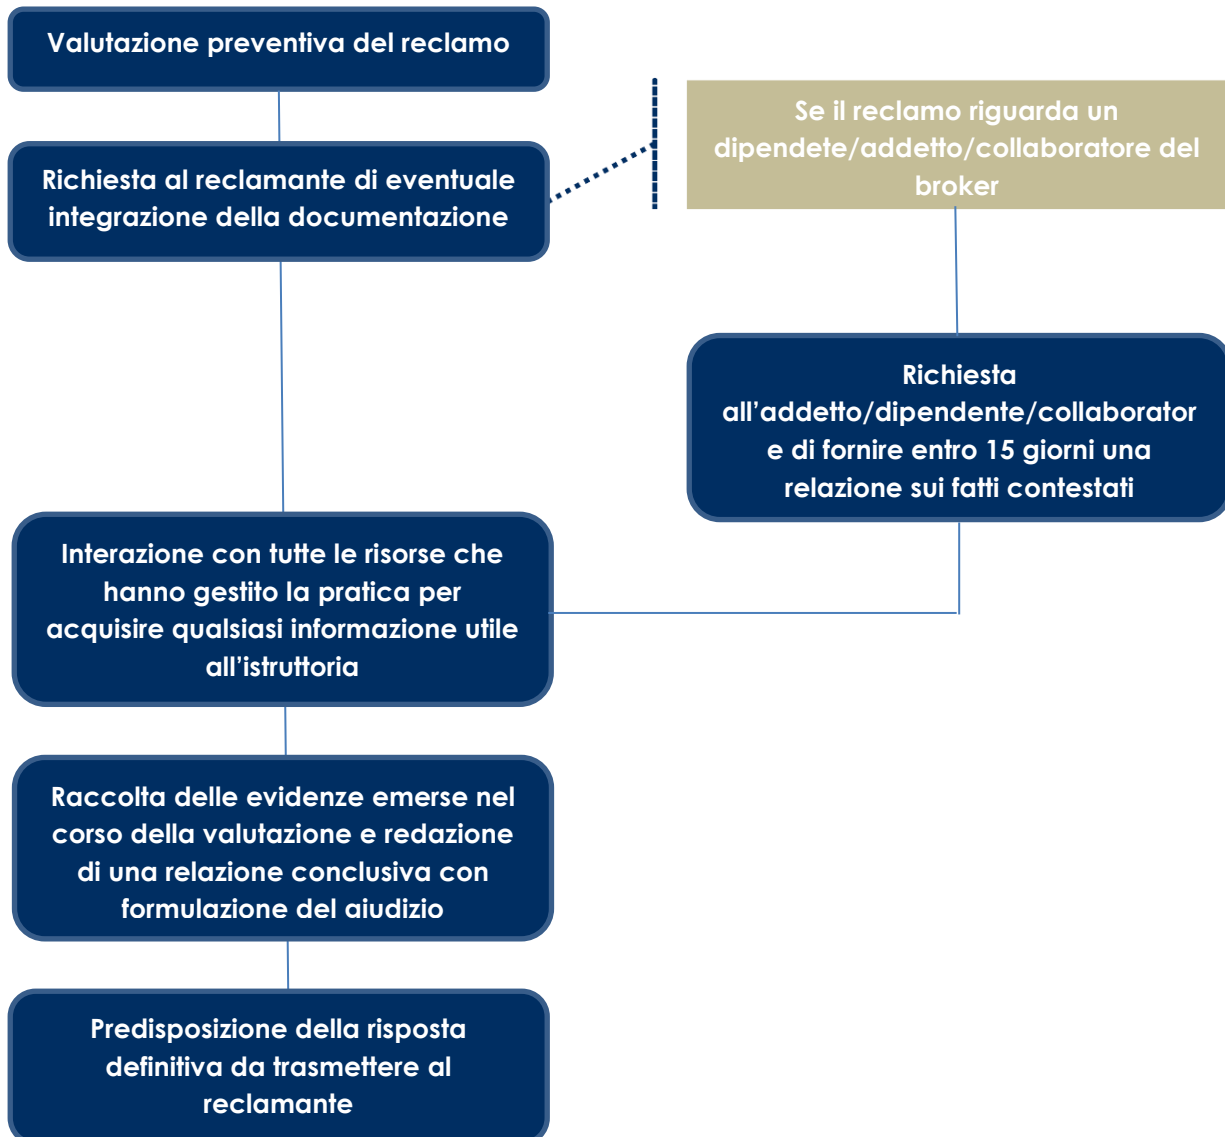 Valutazione preventiva del reclamo
Richiesta al reclamante di eventuale
integrazione della documentazione
Se il reclamo riguarda un
dipendete/addetto/collaboratore del
broker
Richiesta
all’addetto/dipendente/collaborator
e di fornire entro 15 giorni una
relazione sui fatti contestati
Interazione con tutte le risorse che
hanno gestito la pratica per
acquisire qualsiasi informazione utile
all’istruttoria
Raccolta delle evidenze emerse nel
corso della valutazione e redazione
di una relazione conclusiva con
formulazione del giudizio
Predisposizione della risposta
definitiva da trasmettere al
reclamante